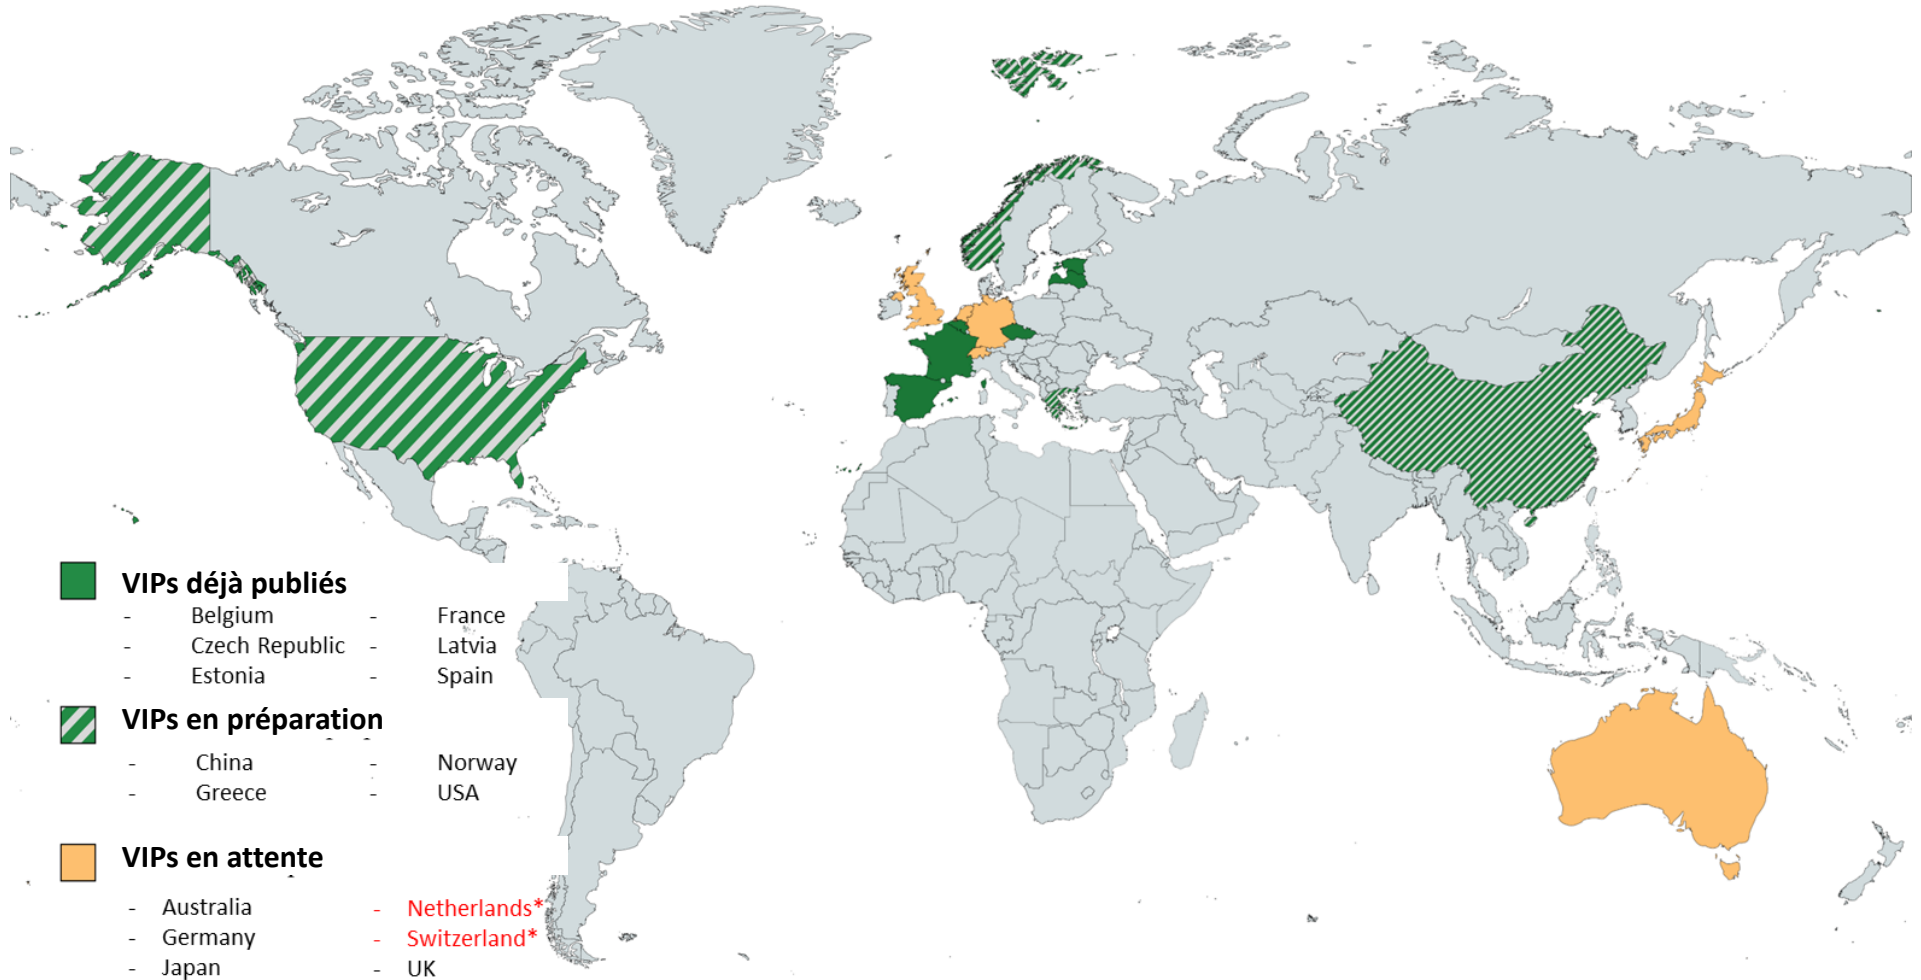 VIPs déjà publiés
- Belgium - France
- Czech Republic - Latvia
- Estonia - Spain
VIPs en préparation
- China - Norway
- Greece - USA
VIPs en attente
- Australia - Netherlands*
- Germany - Switzerland*
- Japan - UK